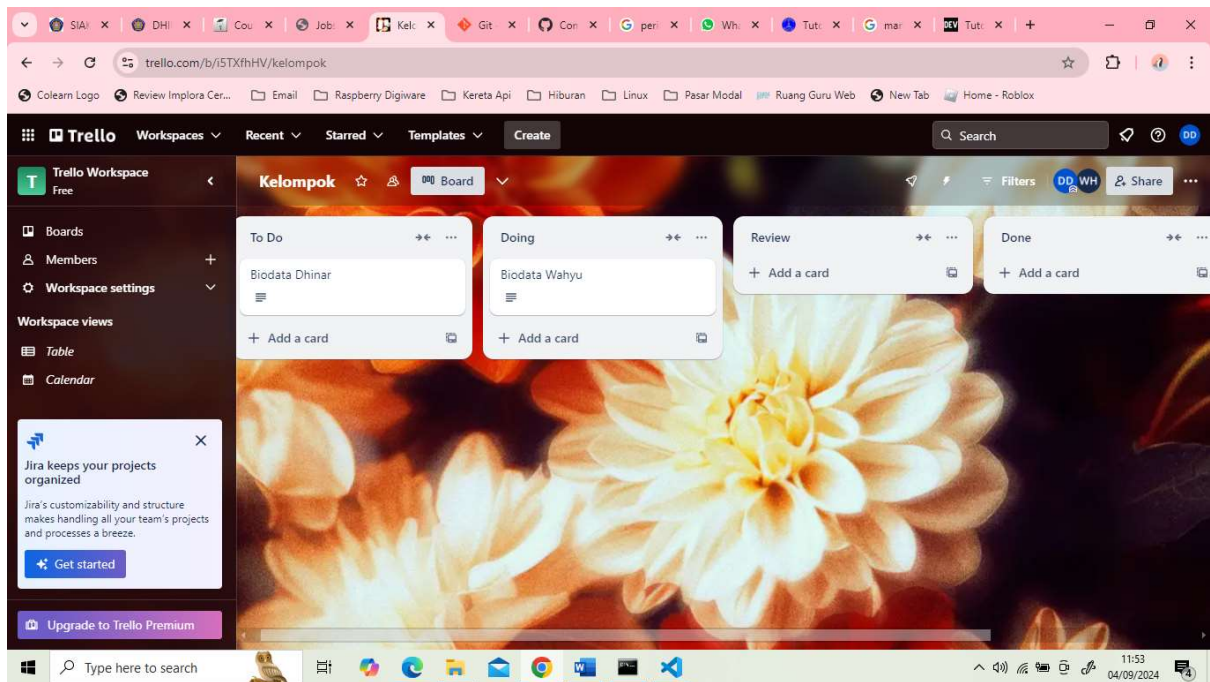 SIAK
DHI
Cou
Job:
Kelo
Git -
Con
peri
Wha
Tuto
mar
DEV Tuto
trello.com/b/i5TXfhHV/kelompok
Colearn Logo
Review Implora Cer...
Email
Raspberry Digiware
Kereta Api
Hiburan
Linux
Pasar Modal
Ruang Guru Web
New Tab
Home - Roblox
Trello
Workspaces
Recent
Starred
Templates
Create
Search
DD
T
Trello Workspace
Free
Kelompok
Board
Filters
DD
WH
Share
Boards
Members
Workspace settings
Workspace views
Table
Calendar
To Do
Biodata Dhinar
+ Add a card
Doing
Biodata Wahyu
+ Add a card
Review
+ Add a card
Done
+ Add a card
Jira keeps your projects
organized
Jira's customizability and structure
makes handling all your team's projects
and processes a breeze.
Get started
Upgrade to Trello Premium
Type here to search
11:53
04/09/2024
4